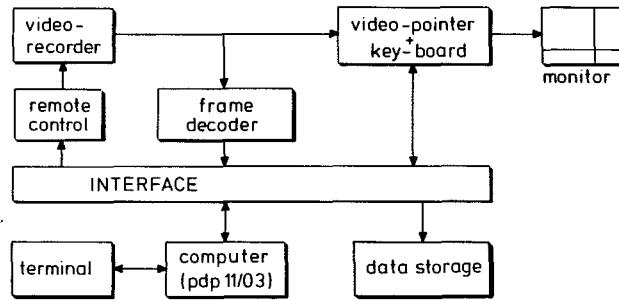 video-
recorder
video-pointer
+
key-board
monitor
remote
control
frame
decoder
INTERFACE
terminal
computer
(pdp 11/03)
data storage